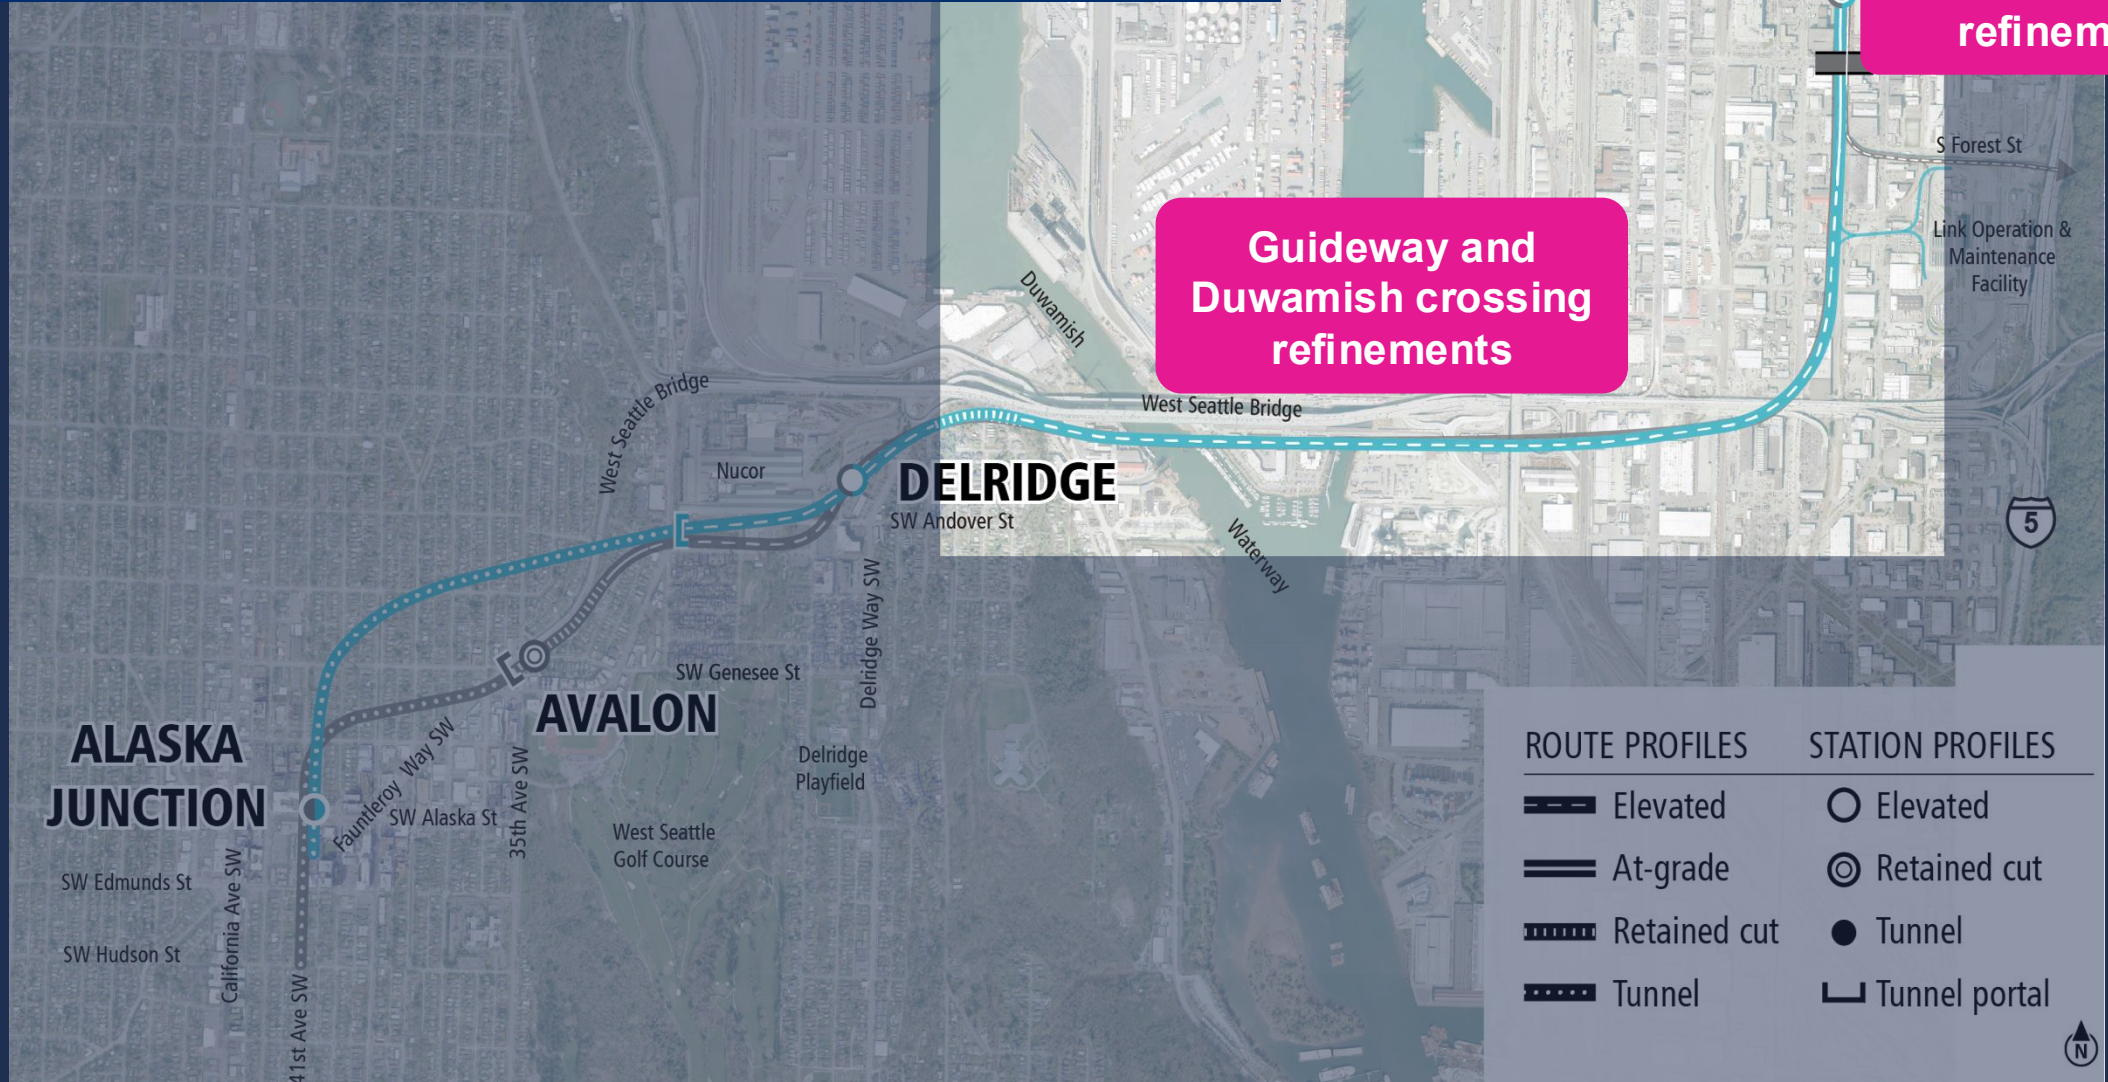 refinem
S Forest St
Link Operation &
Maintenance
Facility
Guideway and
Duwamish crossing
refinements
Duwamish
West Seattle Bridge
West Seattle Bridge
Nucor
DELRIDGE
SW Andover St
5
Waterway
Delridge Way SW
SW Genesee St
AVALON
ALASKA
JUNCTION
Fauntleroy Way SW
SW Alaska St
35th Ave SW
Delridge
Playfield
West Seattle
Golf Course
SW Edmunds St
California Ave SW
SW Hudson St
41st Ave SW
ROUTE PROFILES
Elevated
At-grade
Retained cut
Tunnel
STATION PROFILES
Elevated
Retained cut
Tunnel
Tunnel portal
N